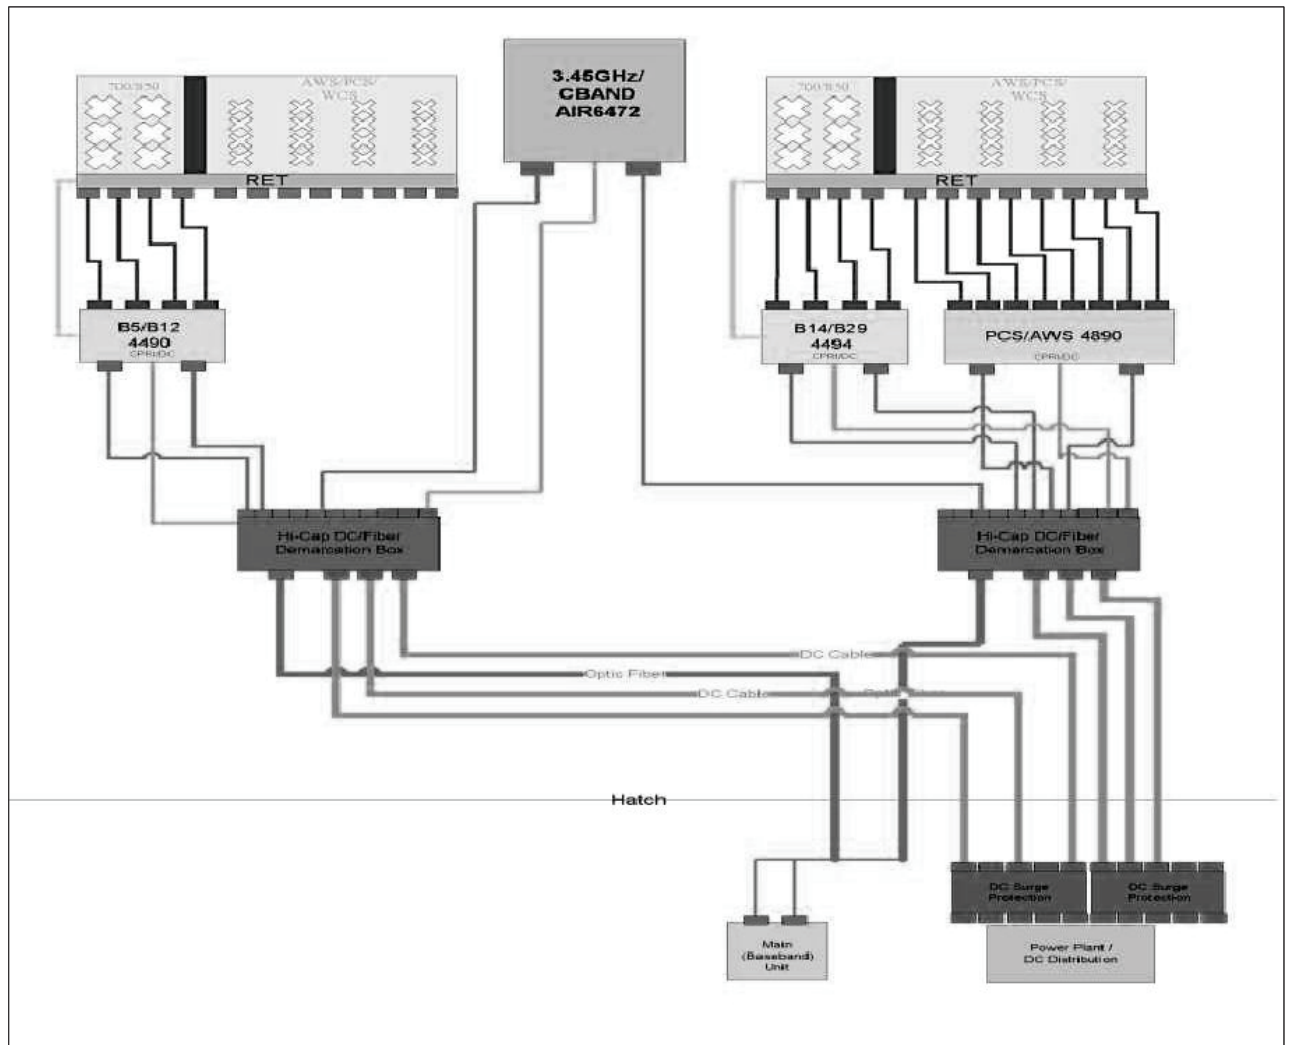 700/850
AWS/PCS/
WCS
RET
3.45GHz/
CBAND
AIR6472
700/850
AWS/PCS/
WCS
RET
B5/B12
4490
CPRI/DC
B14/B29
4494
CPRI/DC
PCS/AWS 4890
CPRI/DC
Hi-Cap DC/Fiber
Demarcation Box
Hi-Cap DC/Fiber
Demarcation Box
DC Cable
Optic Fiber
DC Cable
Optic Fiber
Hatch
DC Surge
Protection
DC Surge
Protection
Main
(Baseband)
Unit
Power Plant /
DC Distribution